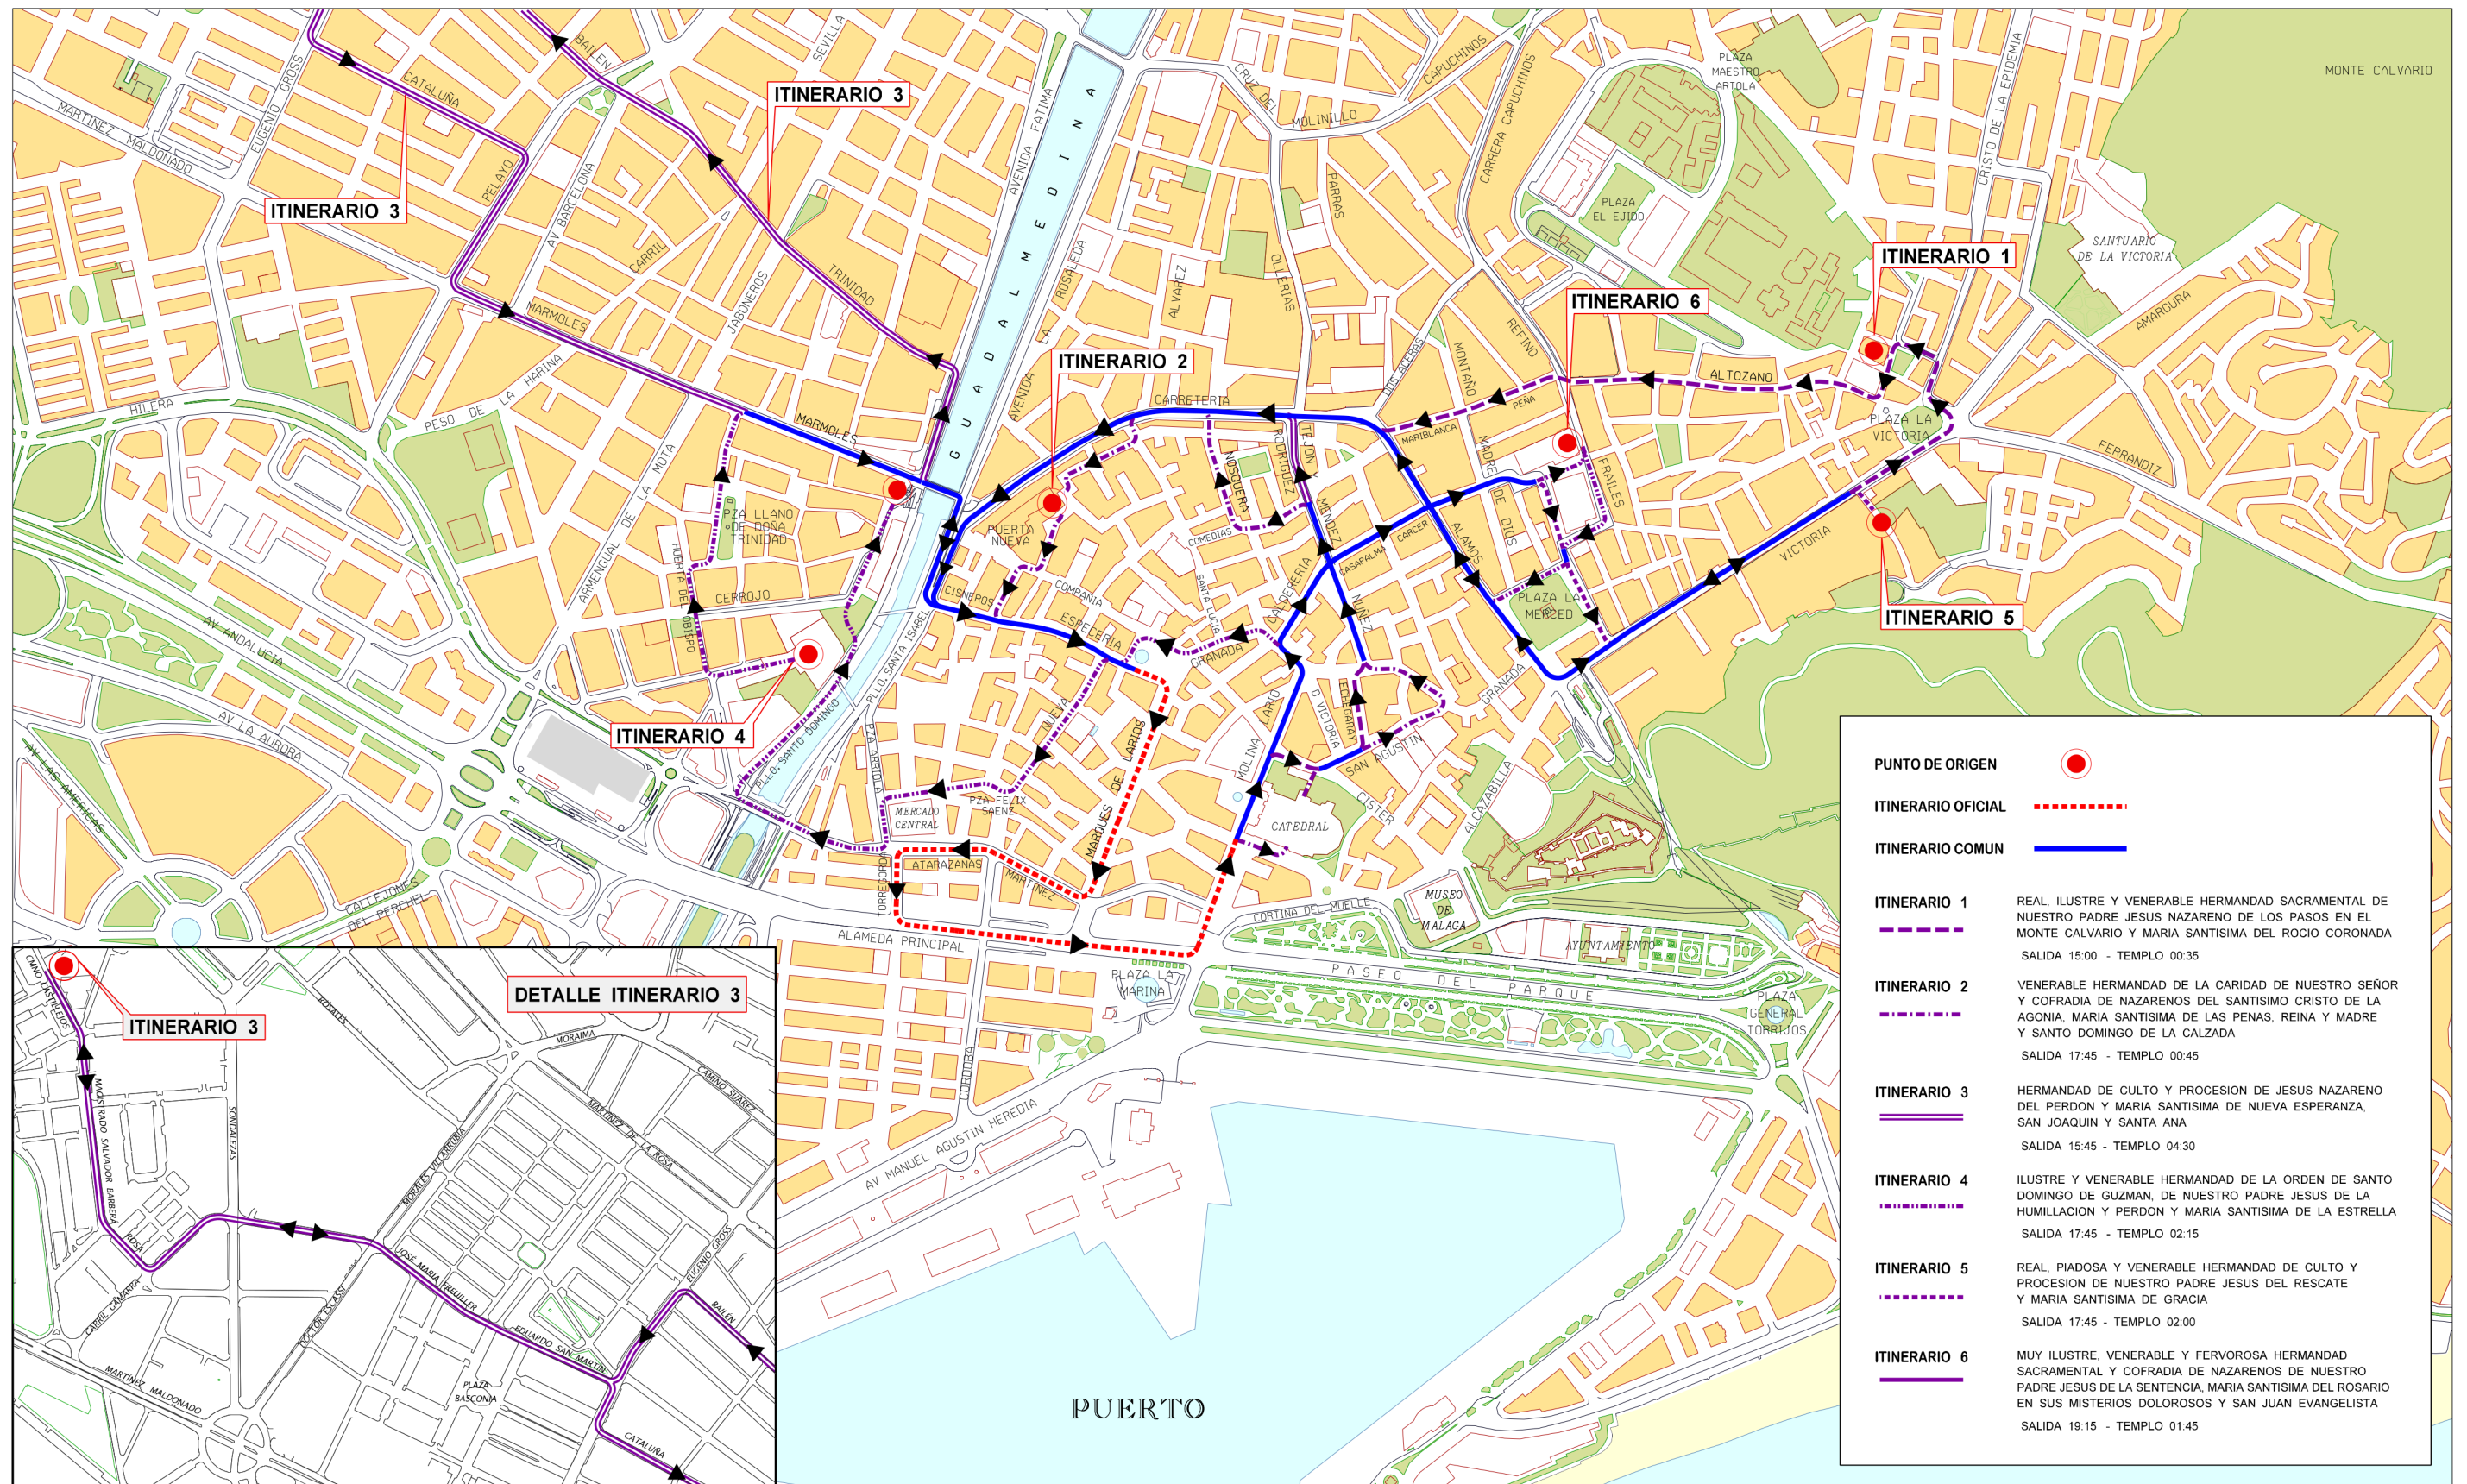 BAILEN
SEVILLA
CATALUÑA
EUGENIO GROSS
MARTINEZ MALDONADO
ITINERARIO 3
AVENIDA FATIMA
GUADALMEDINA
CRUZ DEL
MOLINILLO
CAPUCHINOS
CARRERA CAPUCHINOS
PLAZA
MAESTRO
ARTOLA
CRISTO DE LA EPIDEMIA
MONTE CALVARIO
PELAYO
AV BARCELONA
ITINERARIO 3
CARRIL
TRINIDAD
JABONEROS
PARRAS
PLAZA
EL EJIDO
SANTUARIO
DE LA VICTORIA
ITINERARIO 1
AMARGURA
ITINERARIO 6
OLLERIAS
ALVAREZ
AVENIDA LA ROSALEDA
MARMOLES
ITINERARIO 2
REFINO
MONTAÑO
DOS ACERAS
ALTOZANO
PESO DE LA HARINA
HILERA
CARRETERIA
PEÑA
MARIBLANCA
PLAZA LA
VICTORIA
FERRANDIZ
MARMOLES
ARMENGUAL DE LA MOTA
NOSQUERA
RODRIGUEZ
TEJON
MADRE DE DIOS
FRAILES
PZA LLANO
DE DOÑA
TRINIDAD
PUERTA
NUEVA
COMEDIAS
MENDEZ
CARCER
CASAPALMA
ALAMOS
VICTORIA
HUERTA DEL OBISPO
CERROJO
CISNEROS
COMPAÑIA
ESPECERIA
SANTA LUCIA
CALDERERIA
NUÑEZ
PLAZA LA
MERCED
ITINERARIO 5
AV ANDALUCIA
PLLO. SANTA ISABEL
GRANADA
GRANADA
AV LA AURORA
AV LAS AMERICAS
ITINERARIO 4
PLLO. SANTO DOMINGO
PZA ARRIOLA
NUEVA
MARQUES DE LARIOS
MOLINA LARIO
D VICTORIA
ECHEGARAY
SAN AGUSTIN
CISTER
ALCAZABILLA
MERCADO
CENTRAL
PZA FELIX
SAENZ
CATEDRAL
ATARAZANAS
MARTINEZ
TORREGORDA
CALLEJONES
DEL PERCHEL
ALAMEDA PRINCIPAL
CORTINA DEL MUELLE
MUSEO
DE
MALAGA
AYUNTAMIENTO
PASEO DEL PARQUE
PLAZA LA
MARINA
PLAZA
GENERAL
TORRIJOS
CORDOBA
AV MANUEL AGUSTIN HEREDIA
PUERTO
DETALLE ITINERARIO 3
ITINERARIO 3
CMNO CASTILLEJOS
ROSALES
MORAIMA
CAMINO SUAREZ
MAGISTRADO SALVADOR BARBERÁ
SONDALEZAS
MORALES VILLARRUBIA
MARTINEZ DE LA ROSA
ROSA
CARRIL GAMARRA
DOCTOR ESCASSI
JOSÉ MARIA FREUILLER
EDUARDO SAN MARTIN
EUGENIO GROSS
BAILÉN
MARTINEZ MALDONADO
PLAZA
BASCONIA
CATALUÑA
PUNTO DE ORIGEN
ITINERARIO OFICIAL
ITINERARIO COMUN
ITINERARIO 1
REAL, ILUSTRE Y VENERABLE HERMANDAD SACRAMENTAL DE
NUESTRO PADRE JESUS NAZARENO DE LOS PASOS EN EL
MONTE CALVARIO Y MARIA SANTISIMA DEL ROCIO CORONADA
SALIDA 15:00 - TEMPLO 00:35
ITINERARIO 2
VENERABLE HERMANDAD DE LA CARIDAD DE NUESTRO SEÑOR
Y COFRADIA DE NAZARENOS DEL SANTISIMO CRISTO DE LA
AGONIA, MARIA SANTISIMA DE LAS PENAS, REINA Y MADRE
Y SANTO DOMINGO DE LA CALZADA
SALIDA 17:45 - TEMPLO 00:45
ITINERARIO 3
HERMANDAD DE CULTO Y PROCESION DE JESUS NAZARENO
DEL PERDON Y MARIA SANTISIMA DE NUEVA ESPERANZA,
SAN JOAQUIN Y SANTA ANA
SALIDA 15:45 - TEMPLO 04:30
ITINERARIO 4
ILUSTRE Y VENERABLE HERMANDAD DE LA ORDEN DE SANTO
DOMINGO DE GUZMAN, DE NUESTRO PADRE JESUS DE LA
HUMILLACION Y PERDON Y MARIA SANTISIMA DE LA ESTRELLA
SALIDA 17:45 - TEMPLO 02:15
ITINERARIO 5
REAL, PIADOSA Y VENERABLE HERMANDAD DE CULTO Y
PROCESION DE NUESTRO PADRE JESUS DEL RESCATE
Y MARIA SANTISIMA DE GRACIA
SALIDA 17:45 - TEMPLO 02:00
ITINERARIO 6
MUY ILUSTRE, VENERABLE Y FERVOROSA HERMANDAD
SACRAMENTAL Y COFRADIA DE NAZARENOS DE NUESTRO
PADRE JESUS DE LA SENTENCIA, MARIA SANTISIMA DEL ROSARIO
EN SUS MISTERIOS DOLOROSOS Y SAN JUAN EVANGELISTA
SALIDA 19:15 - TEMPLO 01:45